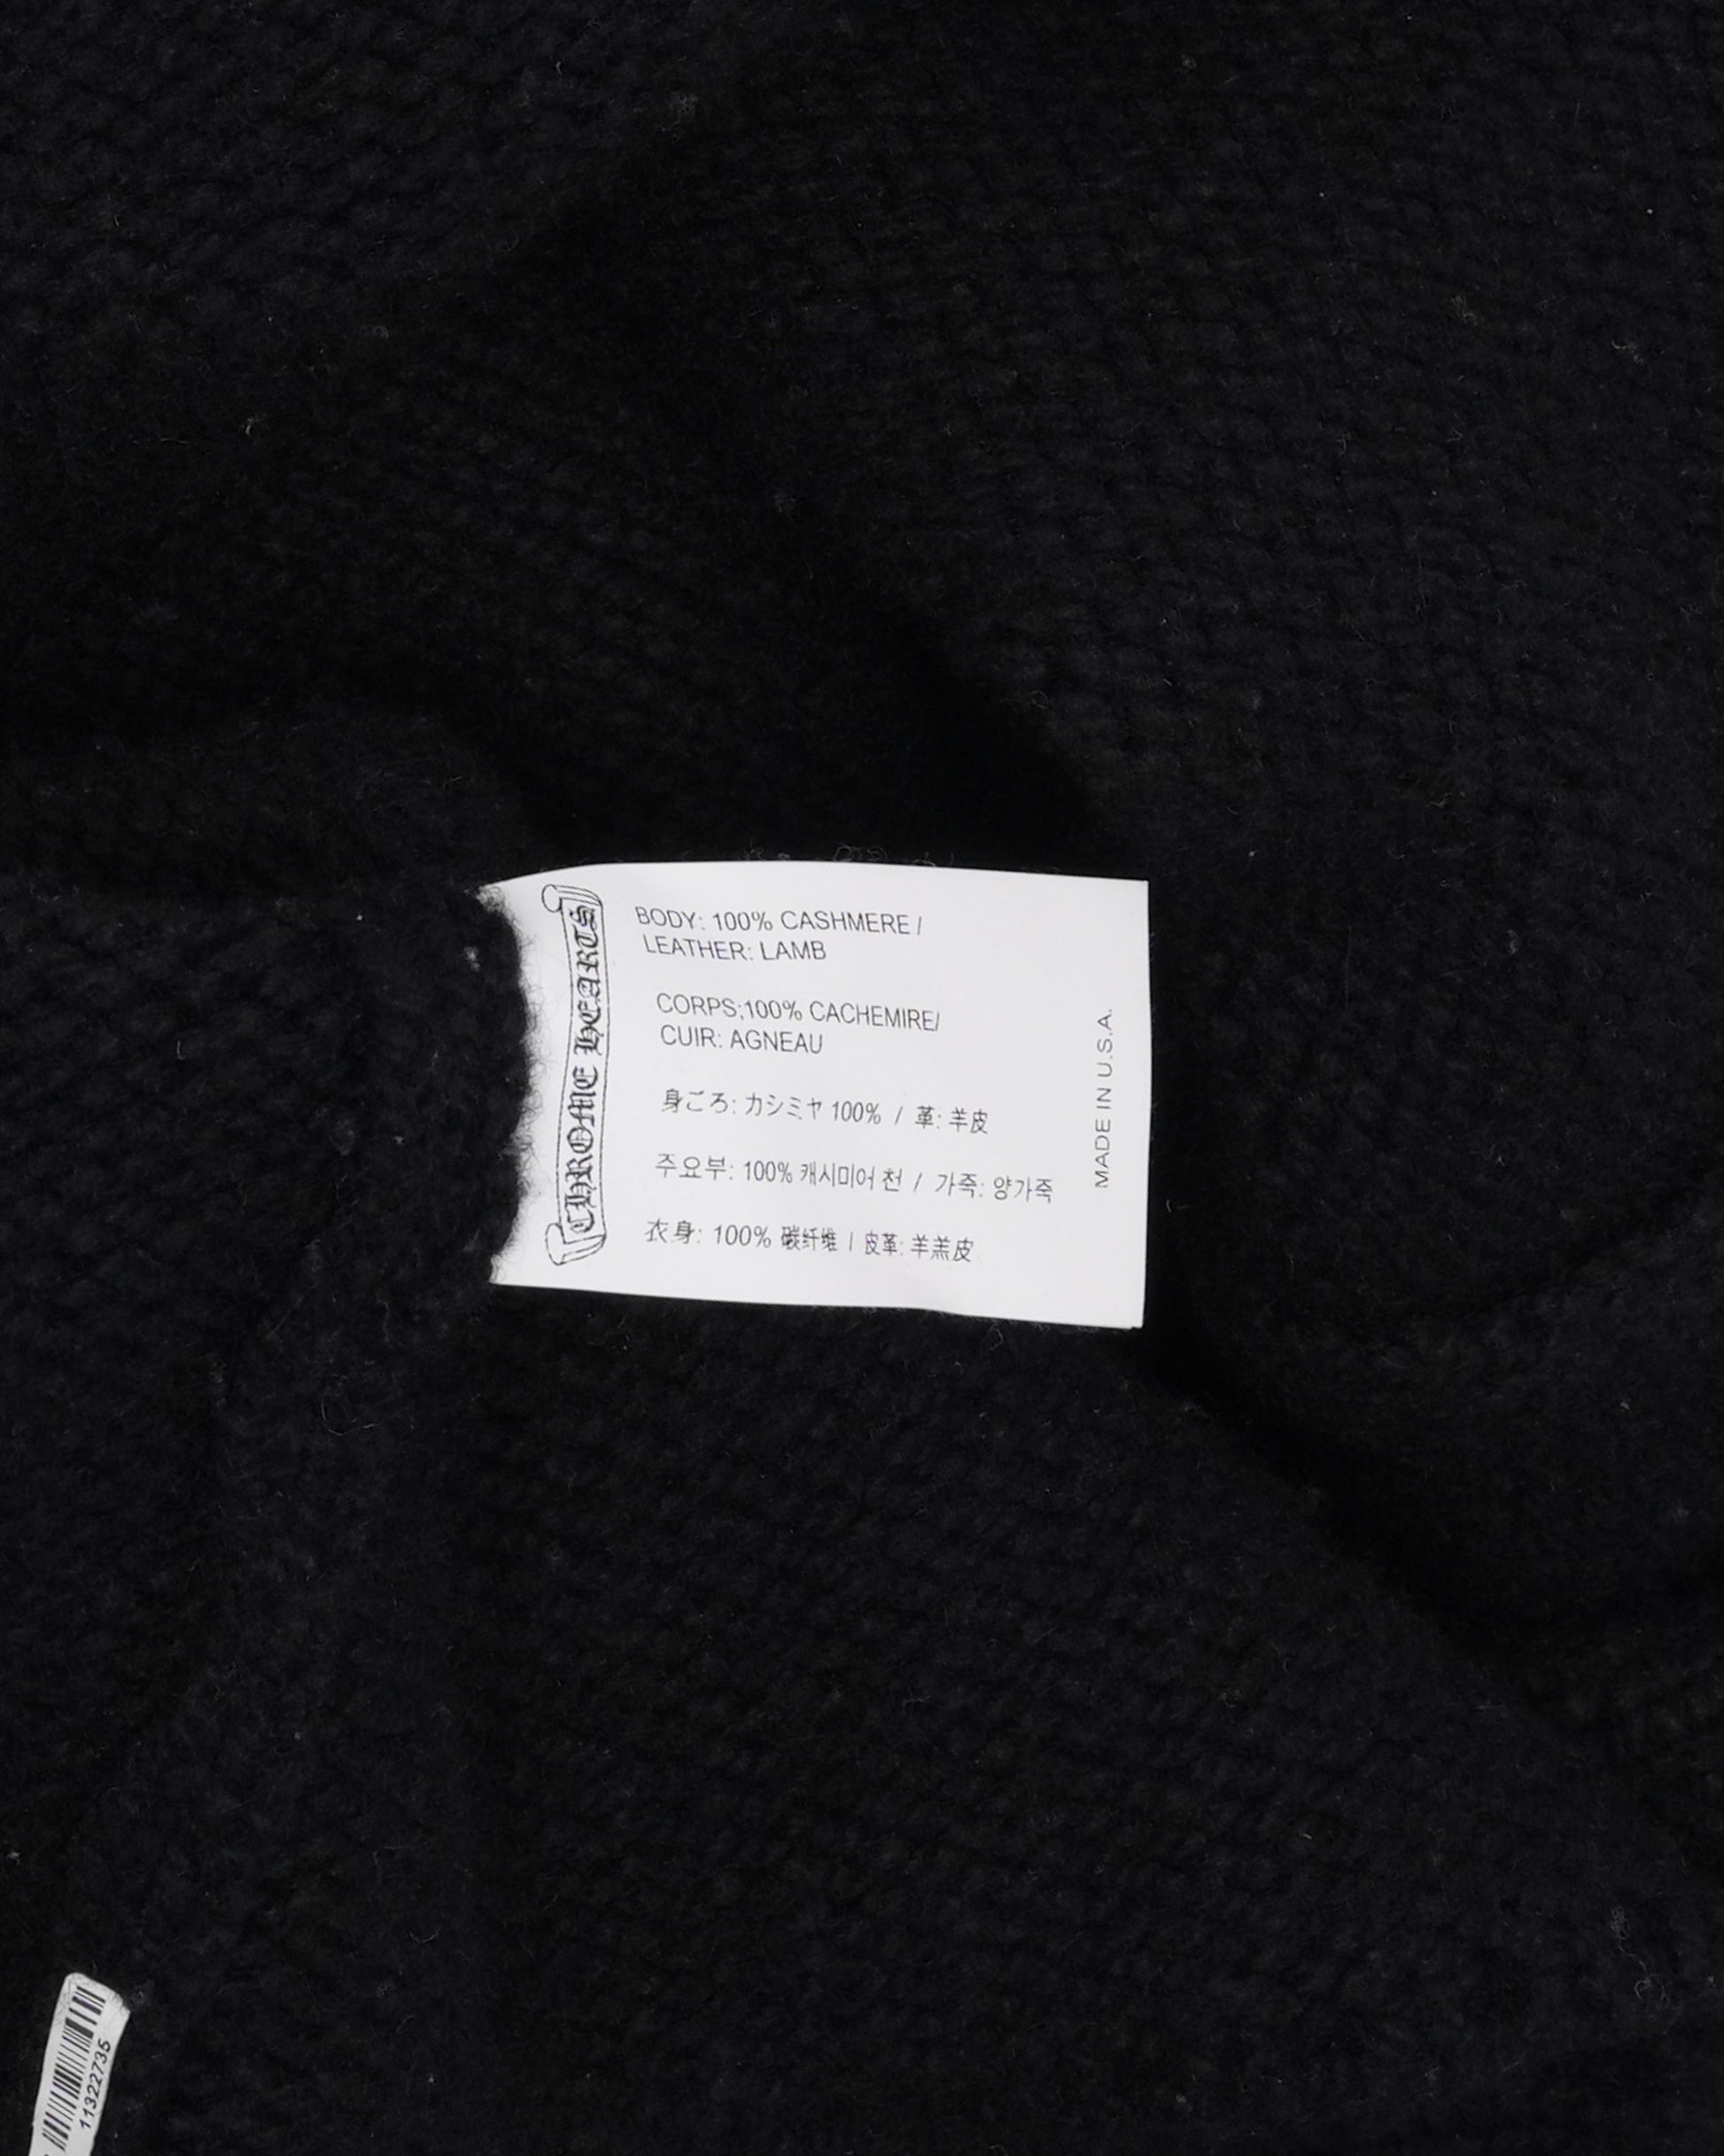 CHROME HEARTS
BODY: 100% CASHMERE /
LEATHER: LAMB
CORPS;100% CACHEMIRE/
CUIR: AGNEAU
身ごろ: カシミヤ 100% / 革: 羊皮
주요부: 100% 캐시미어 천 / 가죽: 양가죽
衣身: 100% 碳纤维 / 皮革: 羊羔皮
MADE IN U.S.A.
11322735